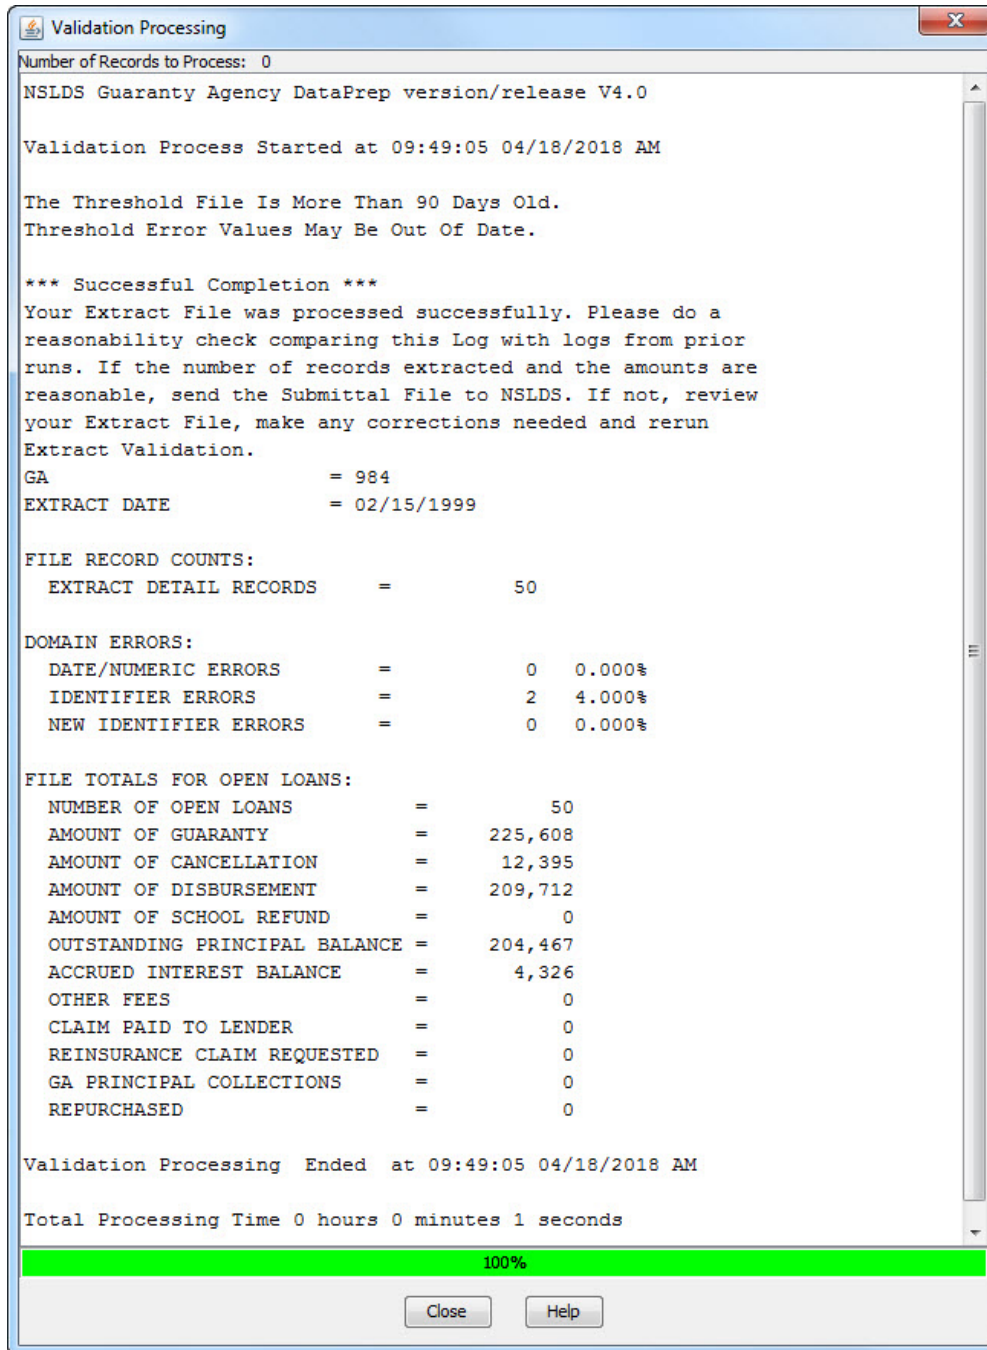 Validation Processing
Number of Records to Process: 0
NSLDS Guaranty Agency DataPrep version/release V4.0
Validation Process Started at 09:49:05 04/18/2018 AM
The Threshold File Is More Than 90 Days Old.
Threshold Error Values May Be Out Of Date.
*** Successful Completion ***
Your Extract File was processed successfully. Please do a
reasonability check comparing this Log with logs from prior
runs. If the number of records extracted and the amounts are
reasonable, send the Submittal File to NSLDS. If not, review
your Extract File, make any corrections needed and rerun
Extract Validation.
GA = 984
EXTRACT DATE = 02/15/1999
FILE RECORD COUNTS:
EXTRACT DETAIL RECORDS = 50
DOMAIN ERRORS:
DATE/NUMERIC ERRORS = 0 0.000%
IDENTIFIER ERRORS = 2 4.000%
NEW IDENTIFIER ERRORS = 0 0.000%
FILE TOTALS FOR OPEN LOANS:
NUMBER OF OPEN LOANS = 50
AMOUNT OF GUARANTY = 225,608
AMOUNT OF CANCELLATION = 12,395
AMOUNT OF DISBURSEMENT = 209,712
AMOUNT OF SCHOOL REFUND = 0
OUTSTANDING PRINCIPAL BALANCE = 204,467
ACCRUED INTEREST BALANCE = 4,326
OTHER FEES = 0
CLAIM PAID TO LENDER = 0
REINSURANCE CLAIM REQUESTED = 0
GA PRINCIPAL COLLECTIONS = 0
REPURCHASED = 0
Validation Processing Ended at 09:49:05 04/18/2018 AM
Total Processing Time 0 hours 0 minutes 1 seconds
100%
Close Help